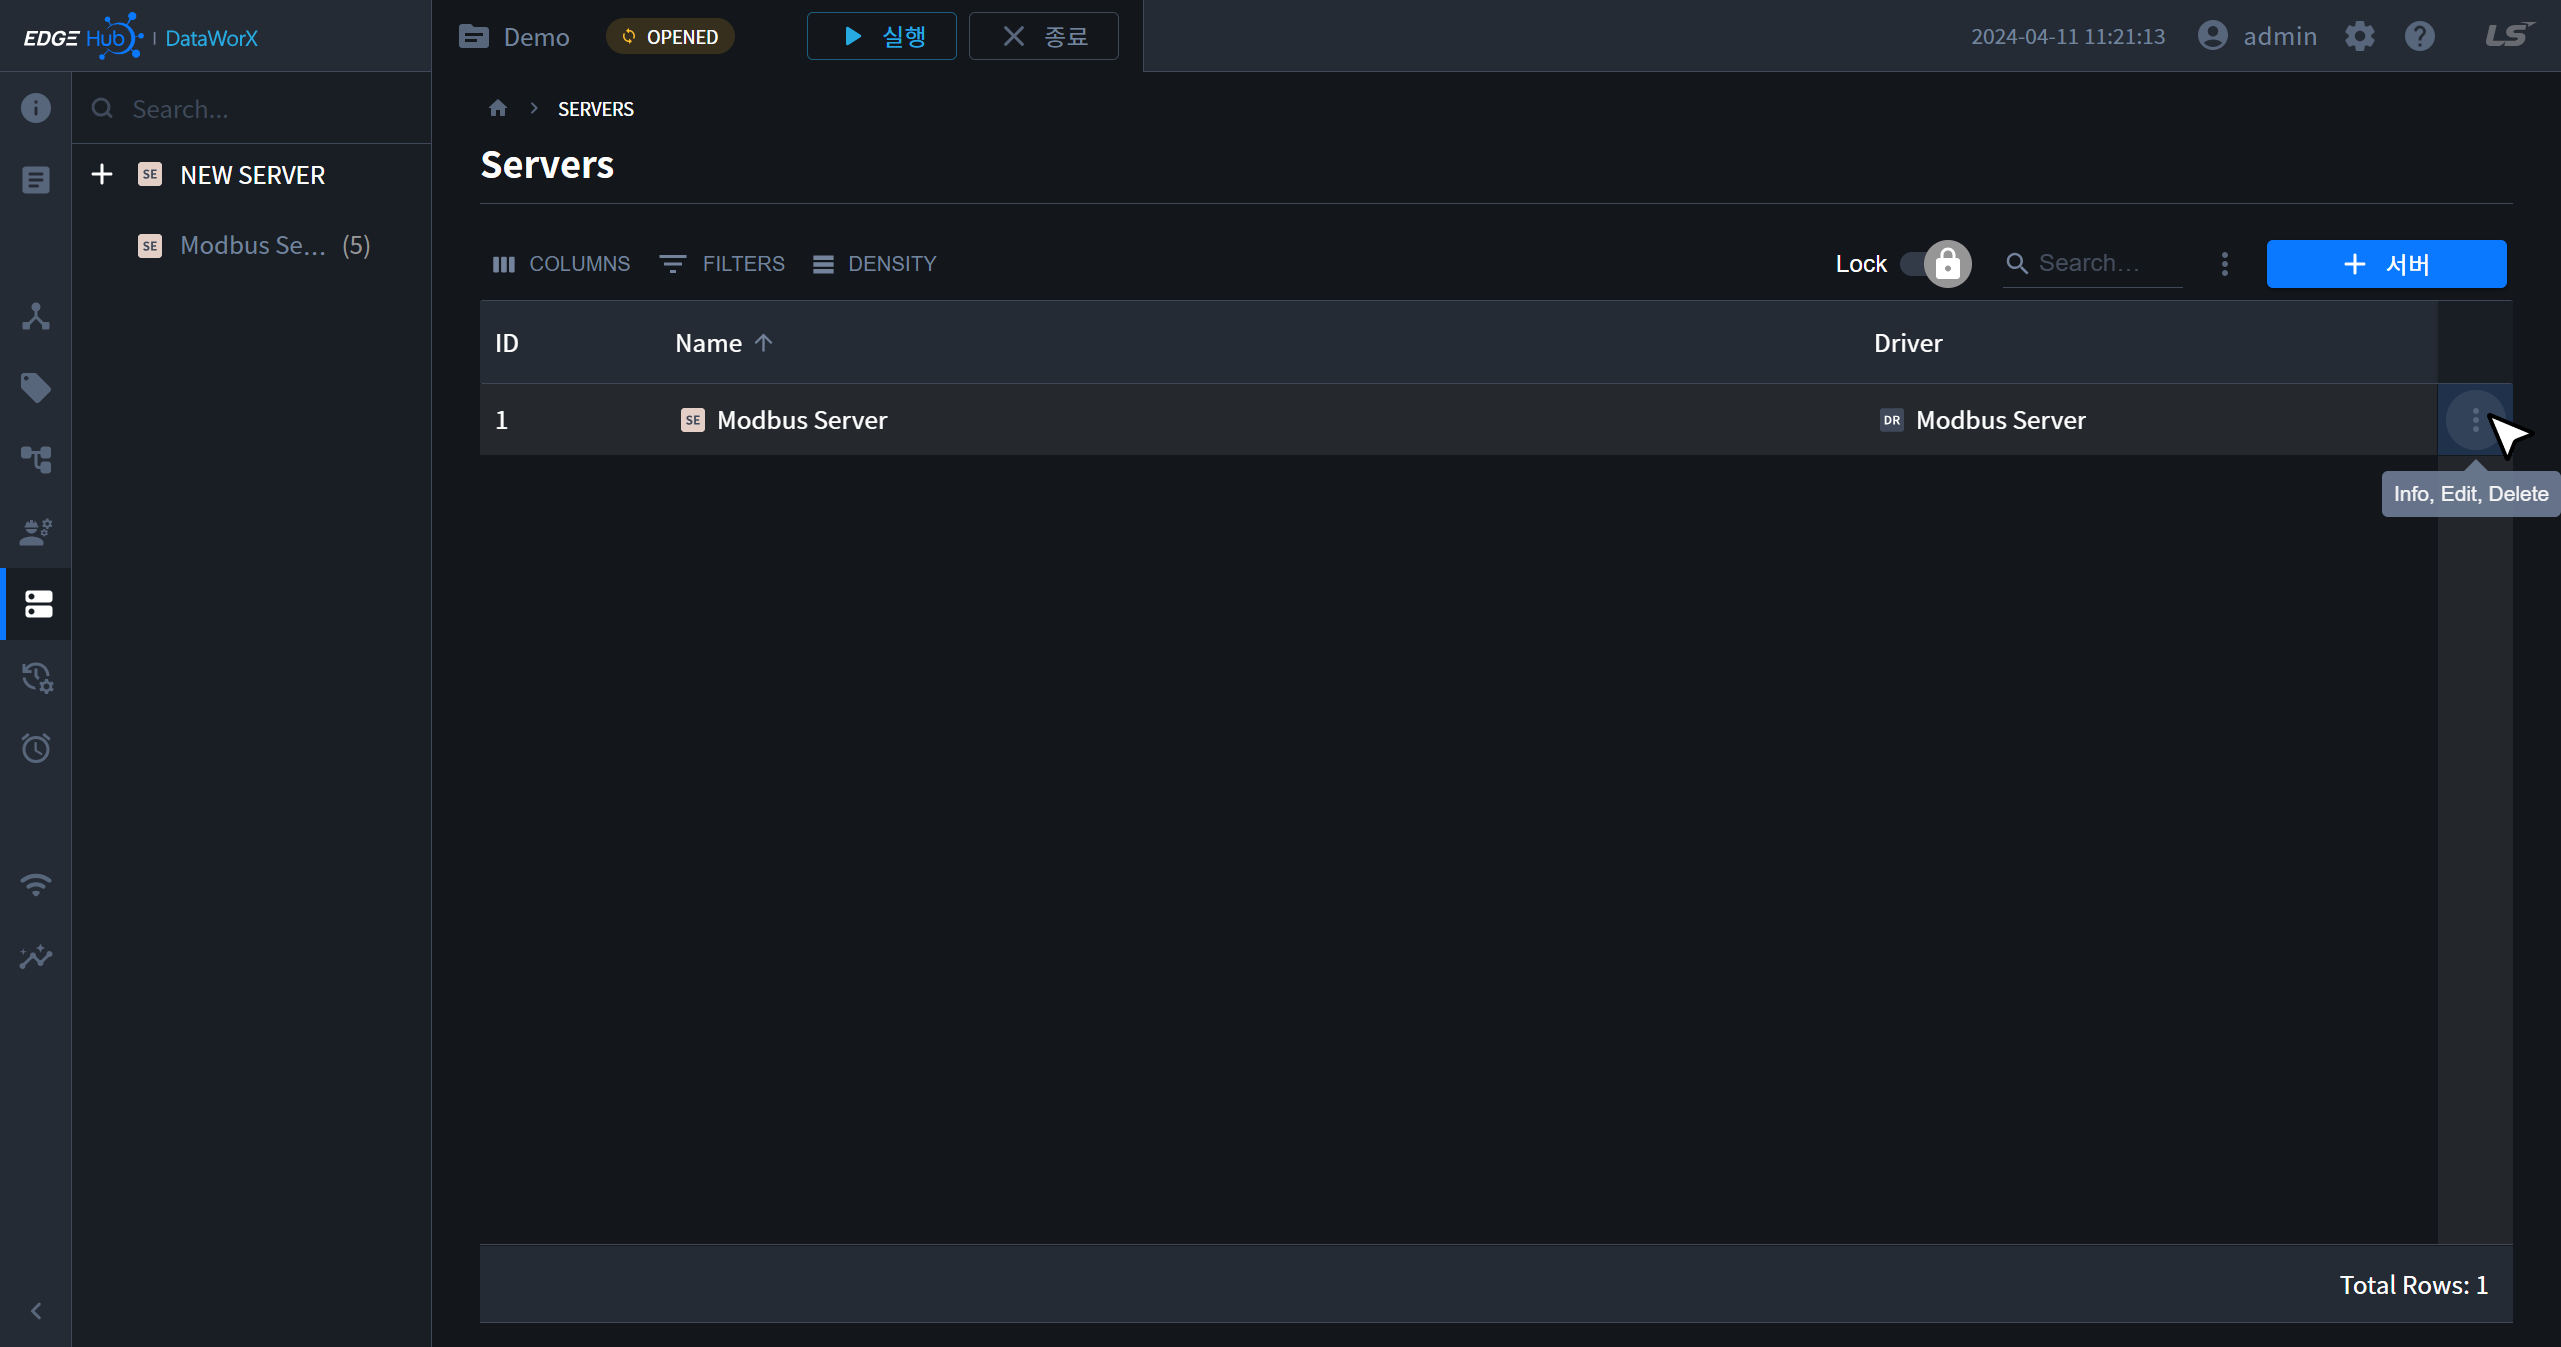 EDGE Hub | DataWorX
Demo
OPENED
실행
종료
2024-04-11 11:21:13
admin
LS
Search...
SE NEW SERVER
SE Modbus Se... (5)
SERVERS
Servers
COLUMNS
FILTERS
DENSITY
Lock
Search…
서버
ID
Name
Driver
1
SE Modbus Server
DR Modbus Server
Info, Edit, Delete
Total Rows: 1